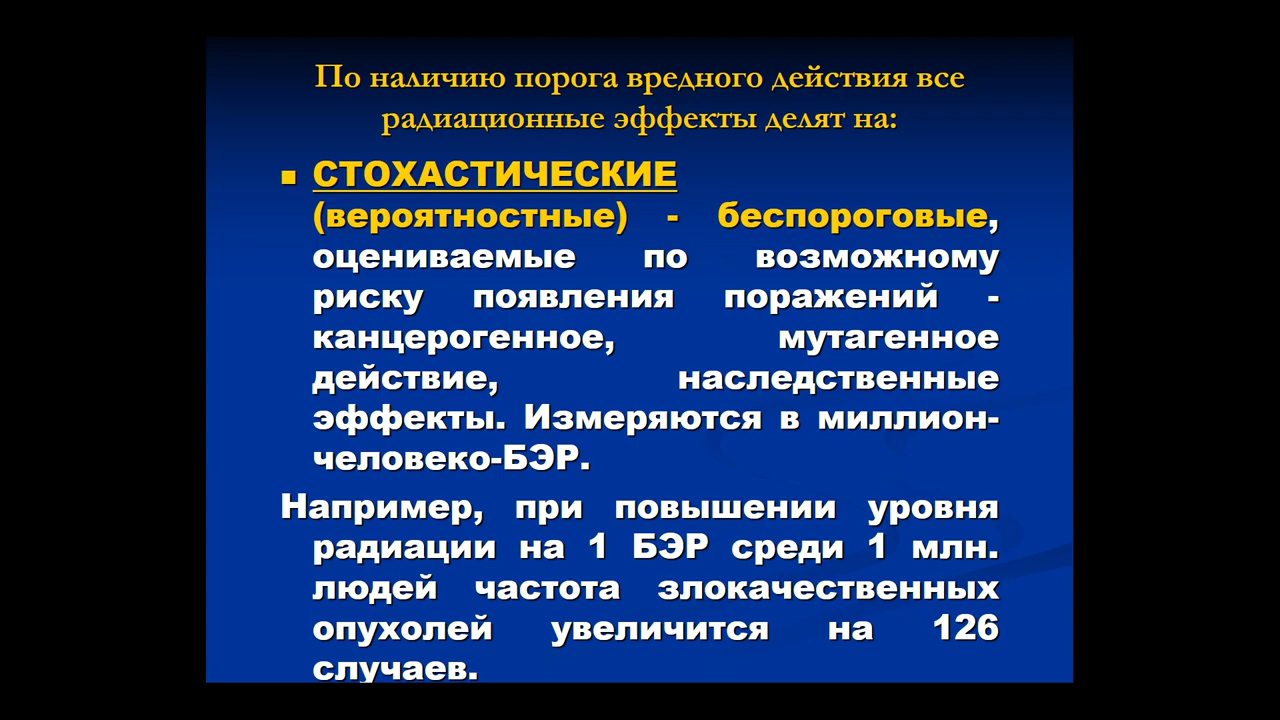 По наличию порога вредного действия все
радиационные эффекты делят на:
СТОХАСТИЧЕСКИЕ
(вероятностные) - беспороговые,
оцениваемые по возможному
риску появления поражений -
канцерогенное, мутагенное
действие, наследственные
эффекты. Измеряются в миллион-
человеко-БЭР.
Например, при повышении уровня
радиации на 1 БЭР среди 1 млн.
людей частота злокачественных
опухолей увеличится на 126
случаев.